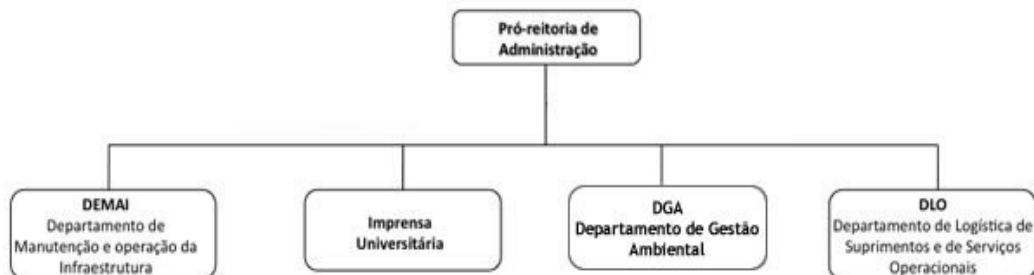 Pró-reitoria de
Administração
DEMAI
Departamento de
Manutenção e operação da
Infraestrutura
Imprensa
Universitária
DGA
Departamento de Gestão
Ambiental
DLO
Departamento de Logística de
Suprimentos e de Serviços
Operacionais